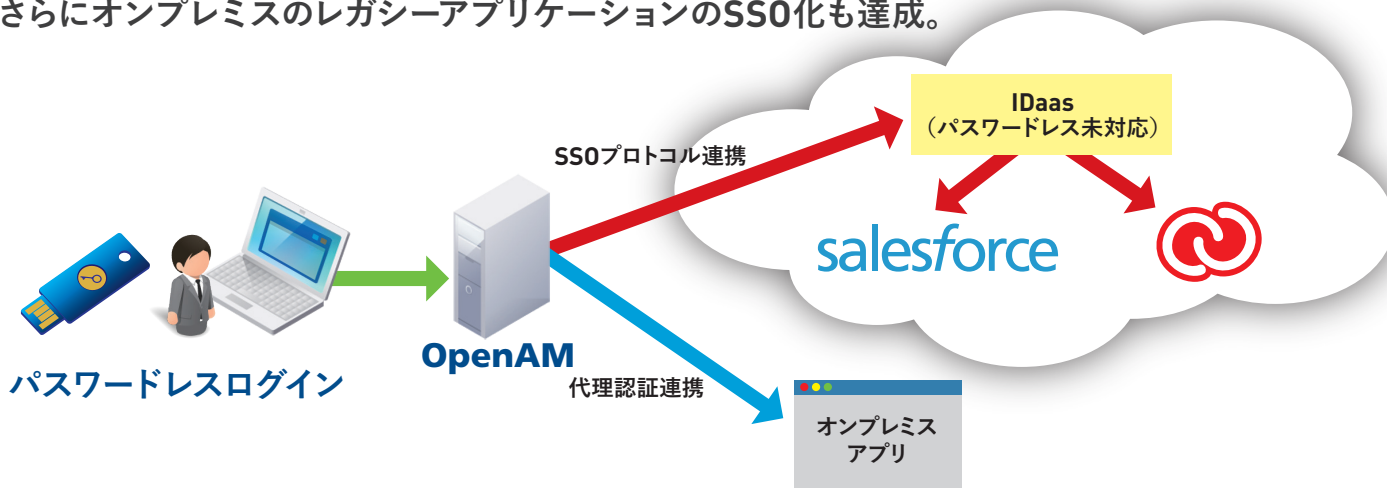 さらにオンプレミスのレガシーアプリケーションのSSO化も達成。
IDaas
（パスワードレス未対応）
SSOプロトコル連携
salesforce
OpenAM
パスワードレスログイン
代理認証連携
オンプレミス
アプリ